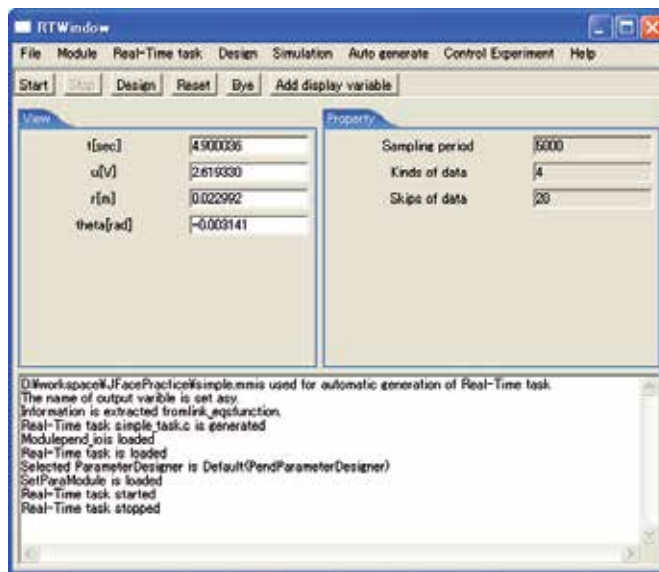 RTWindow
File Module Real-Time task Design Simulation Auto generate Control Experiment Help
Start Stop Design Reset Bye Add display variable
View Property
t[sec] 4.900036 Sampling period 5000
u[V] 2.619330 Kinds of data 4
r[m] 0.022992 Skips of data 20
theta[rad] -0.003141
D:¥workspace¥JFacePractice¥simple.mmis used for automatic generation of Real-Time task
The name of output varible is set asy.
Information is extracted fromlink_eqsfunction.
Real-Time task simple_task.c is generated
Modulepend_iois loaded
Real-Time task is loaded
Selected ParameterDesigner is Default(PendParameterDesigner)
SetParaModule is loaded
Real-Time task started
Real-Time task stopped